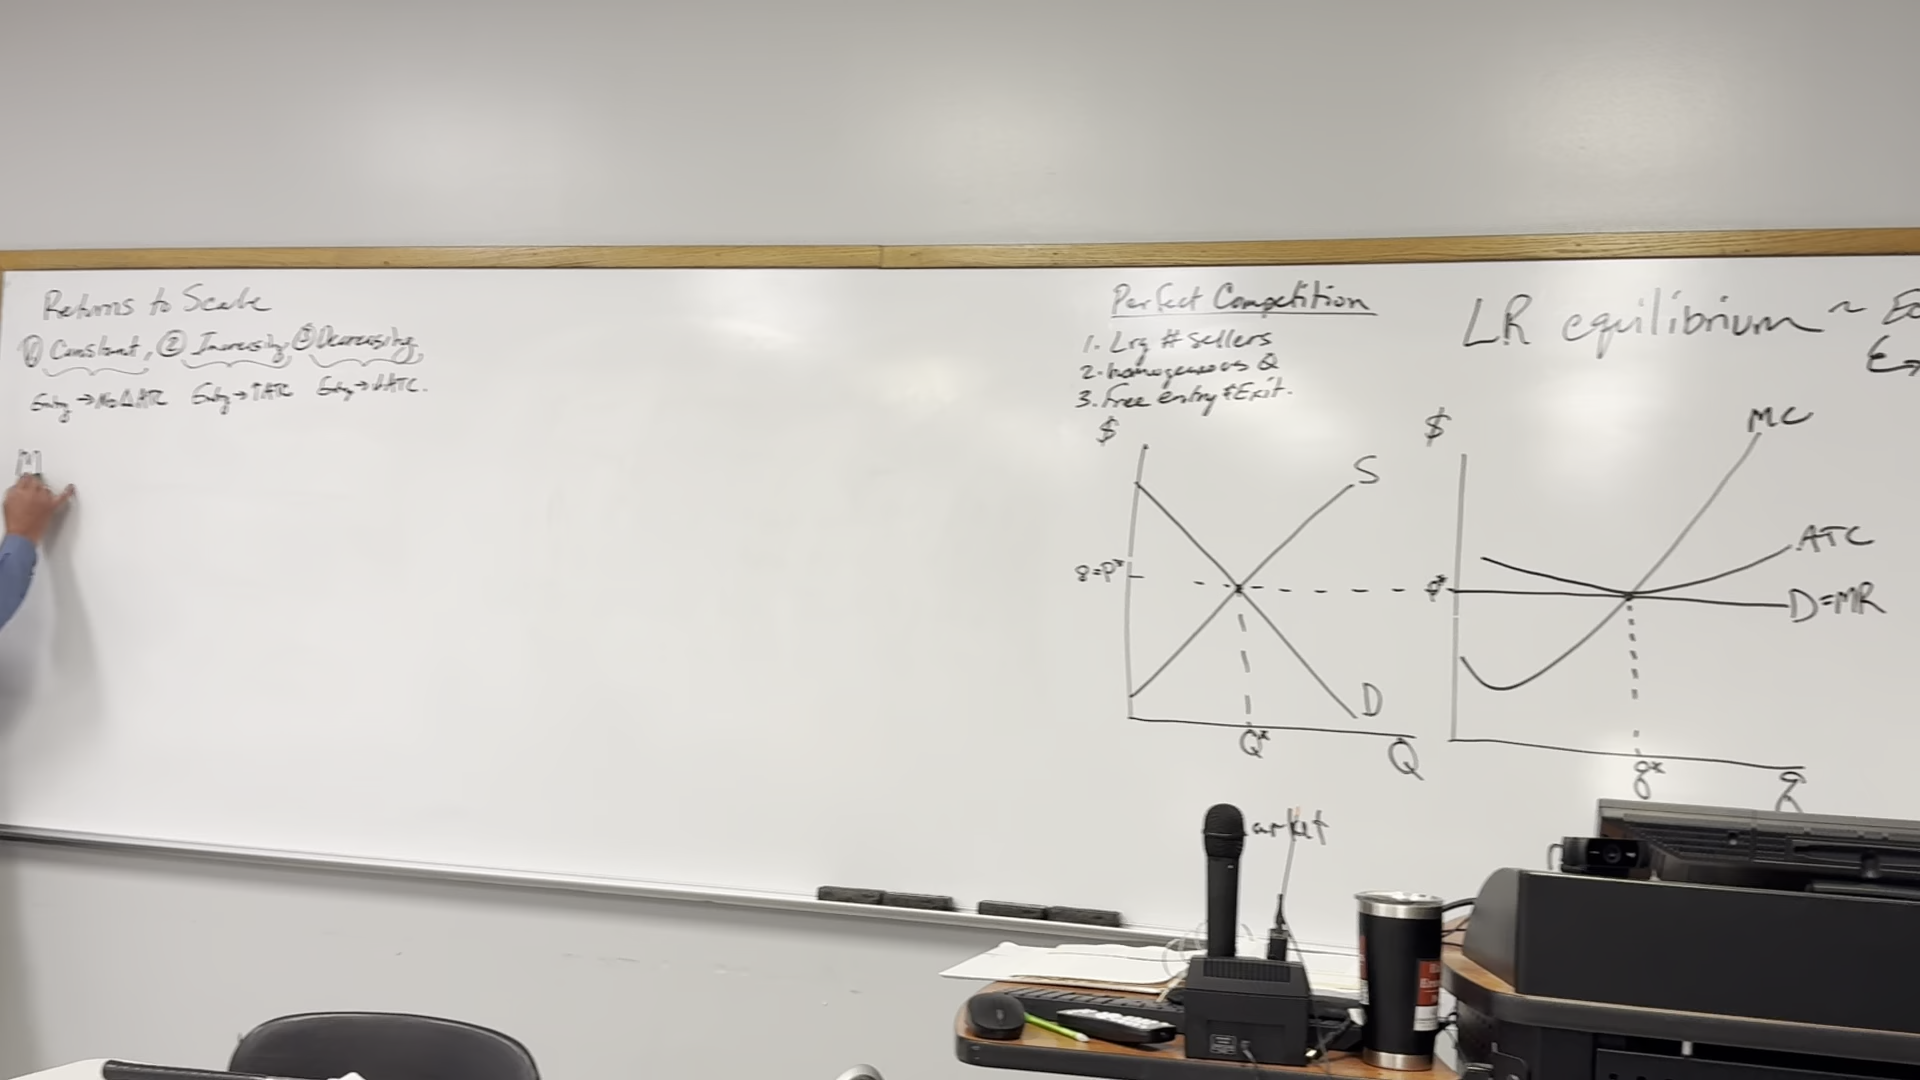 Returns to Scale
① Constant, ② Increasing ③ Decreasing
Entry → No Δ ATC Entry → ↑ATC Entry → ↓ATC.
Perfect Competition
1. Lrg # sellers
2. homogeneous Q
3. Free entry & Exit.
LR equilibrium ~
$
S
8=P*
D
Q*
Q
arket
$
MC
ATC
P*
D=MR
q*
q